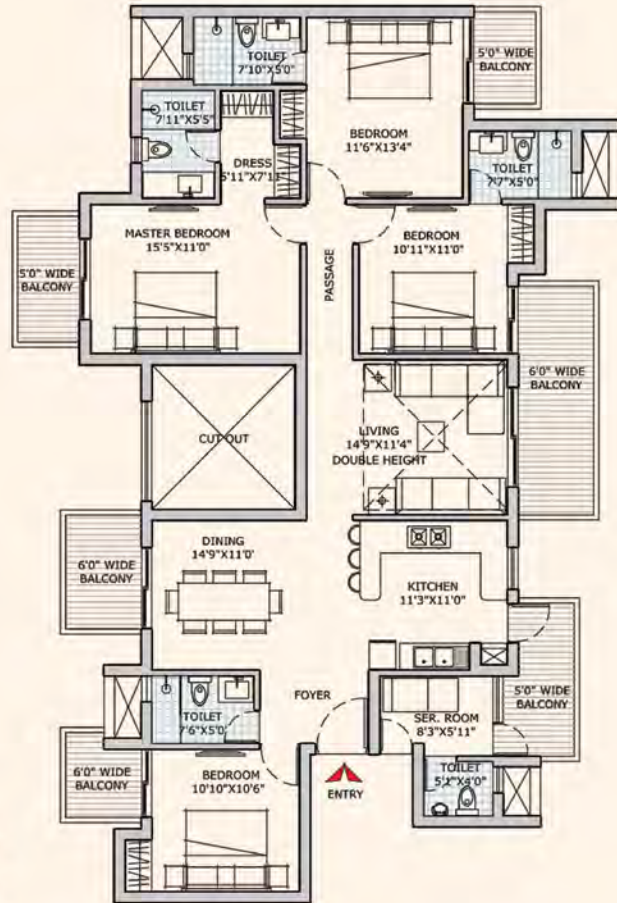 TOILET
7'10"X5'0"
5'0" WIDE
BALCONY
TOILET
7'11"X5'5"
BEDROOM
11'6"X13'4"
DRESS
5'11"X7'11"
TOILET
7'7"X5'0"
MASTER BEDROOM
15'5"X11'0"
BEDROOM
10'11"X11'0"
5'0" WIDE
BALCONY
PASSAGE
6'0" WIDE
BALCONY
CUT OUT
LIVING
14'9"X11'4"
DOUBLE HEIGHT
DINING
14'9"X11'0'
6'0" WIDE
BALCONY
KITCHEN
11'3"X11'0"
FOYER
5'0" WIDE
BALCONY
TOILET
7'6"X5'0"
SER. ROOM
8'3"X5'11"
6'0" WIDE
BALCONY
BEDROOM
10'10"X10'6"
TOILET
5'2"X4'0"
ENTRY